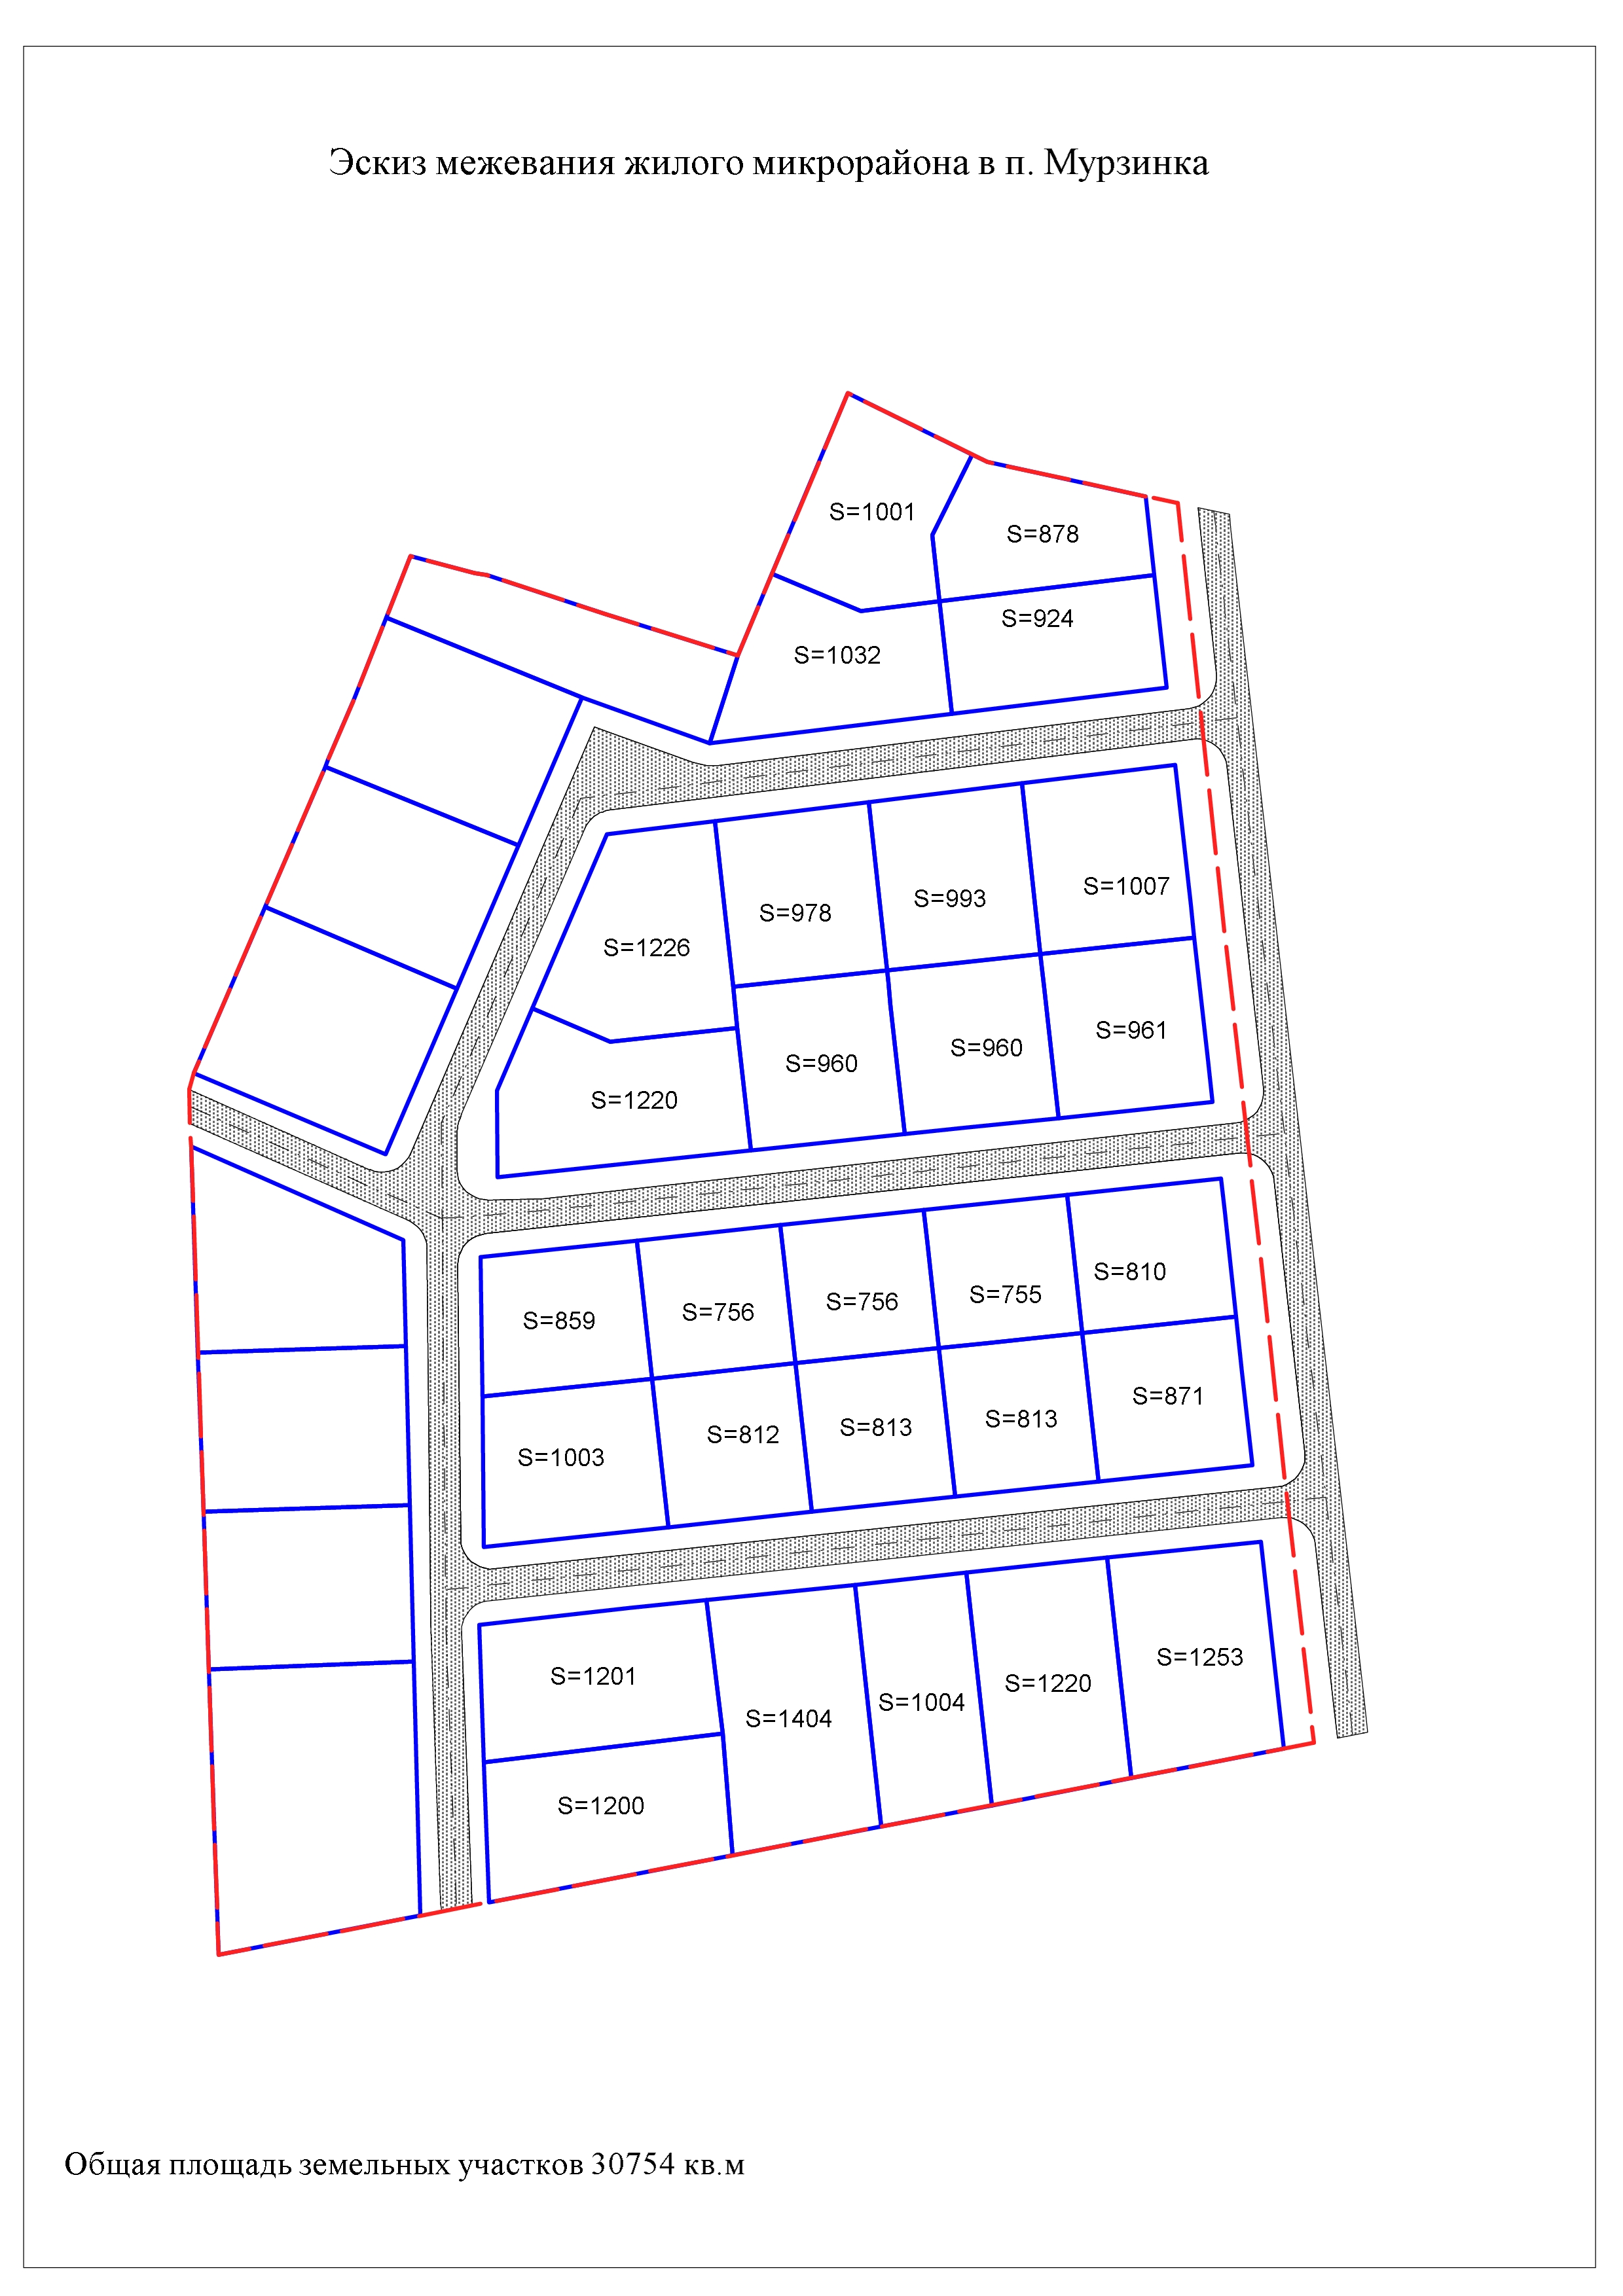 Эскиз межевания жилого микрорайона в п. Мурзинка
S=1001
S=878
S=924
S=1032
S=1007
S=993
S=978
S=1226
S=961
S=960
S=960
S=1220
S=810
S=755
S=756
S=756
S=859
S=871
S=813
S=813
S=812
S=1003
S=1253
S=1201
S=1220
S=1004
S=1404
S=1200
Общая площадь земельных участков 30754 кв.м